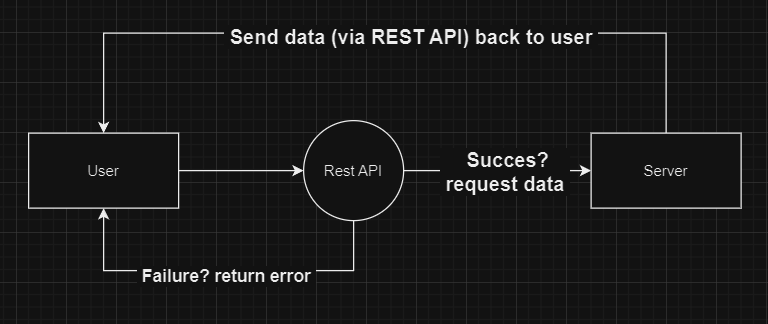 Send data (via REST API) back to user
User
Rest API
Succes?
request data
Server
Failure? return error